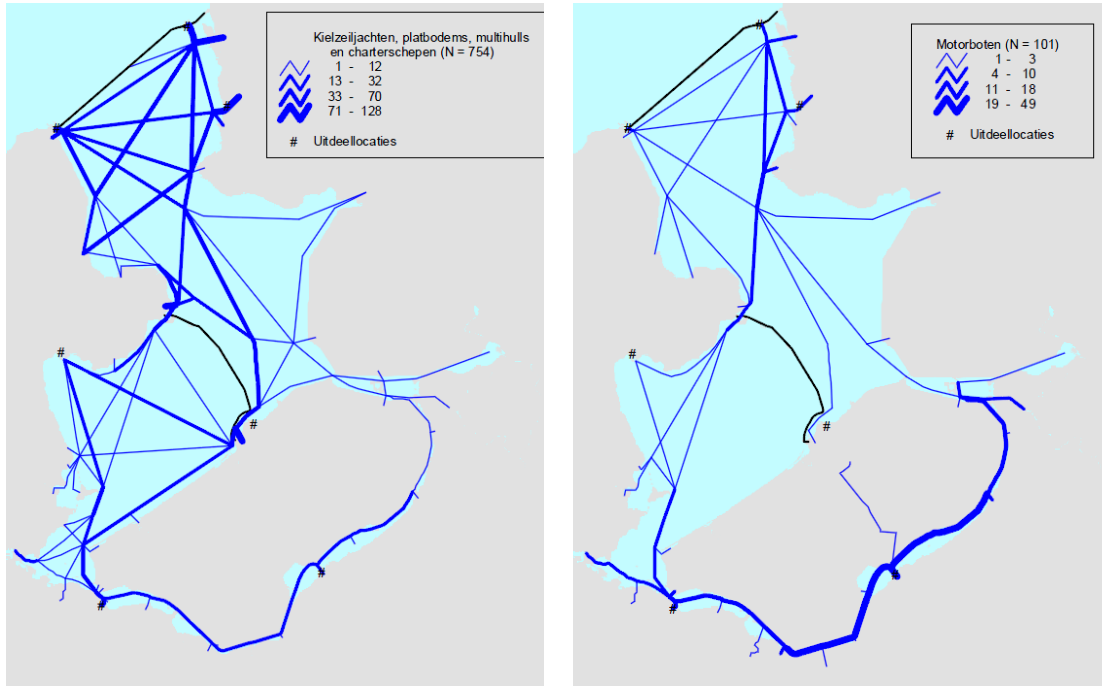 Kielzeiljachten, platbodems, multihulls
en charterschepen (N = 754)
1 - 12
13 - 32
33 - 70
71 - 128
# Uitdeellocaties
#
#
#
#
#
#
#
Motorboten (N = 101)
1 - 3
4 - 10
11 - 18
19 - 49
# Uitdeellocaties
#
#
#
#
#
#
#